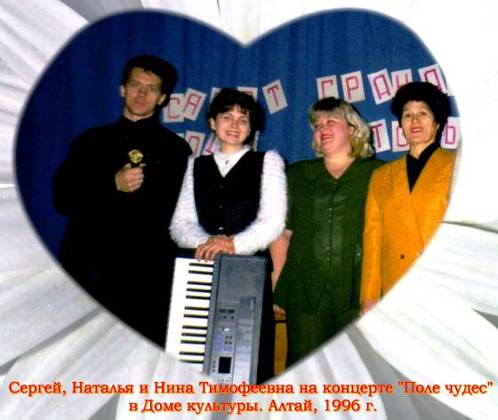 Сергей, Наталья и Нина Тимофеевна на концерте "Поле чудес"
в Доме культуры. Алтай, 1996 г.